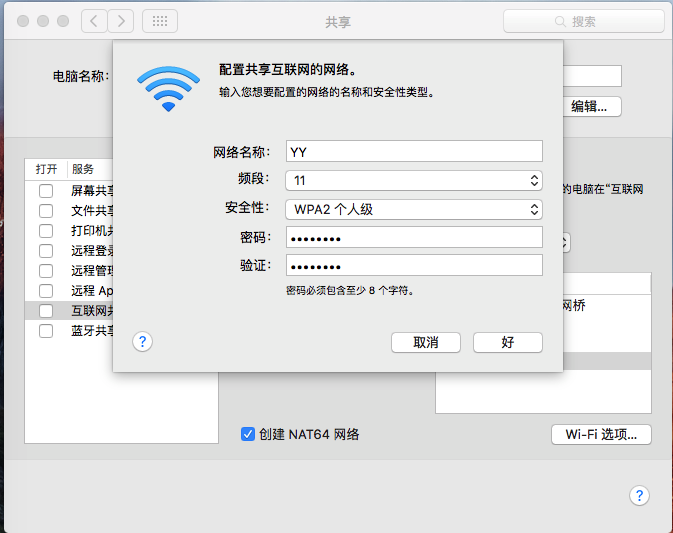 共享
搜索
电脑名称:
编辑...
配置共享互联网的网络。
输入您想要配置的网络的名称和安全性类型。
网络名称: YY
频段: 11
安全性: WPA2 个人级
密码: ••••••••
验证: ••••••••
密码必须包含至少 8 个字符。
? 取消 好
打开 服务
屏幕共享
文件共享
打印机共
远程登录
远程管理
远程 Ap
互联网共
蓝牙共享
的电脑在“互联网
网桥
创建 NAT64 网络
Wi-Fi 选项...
?